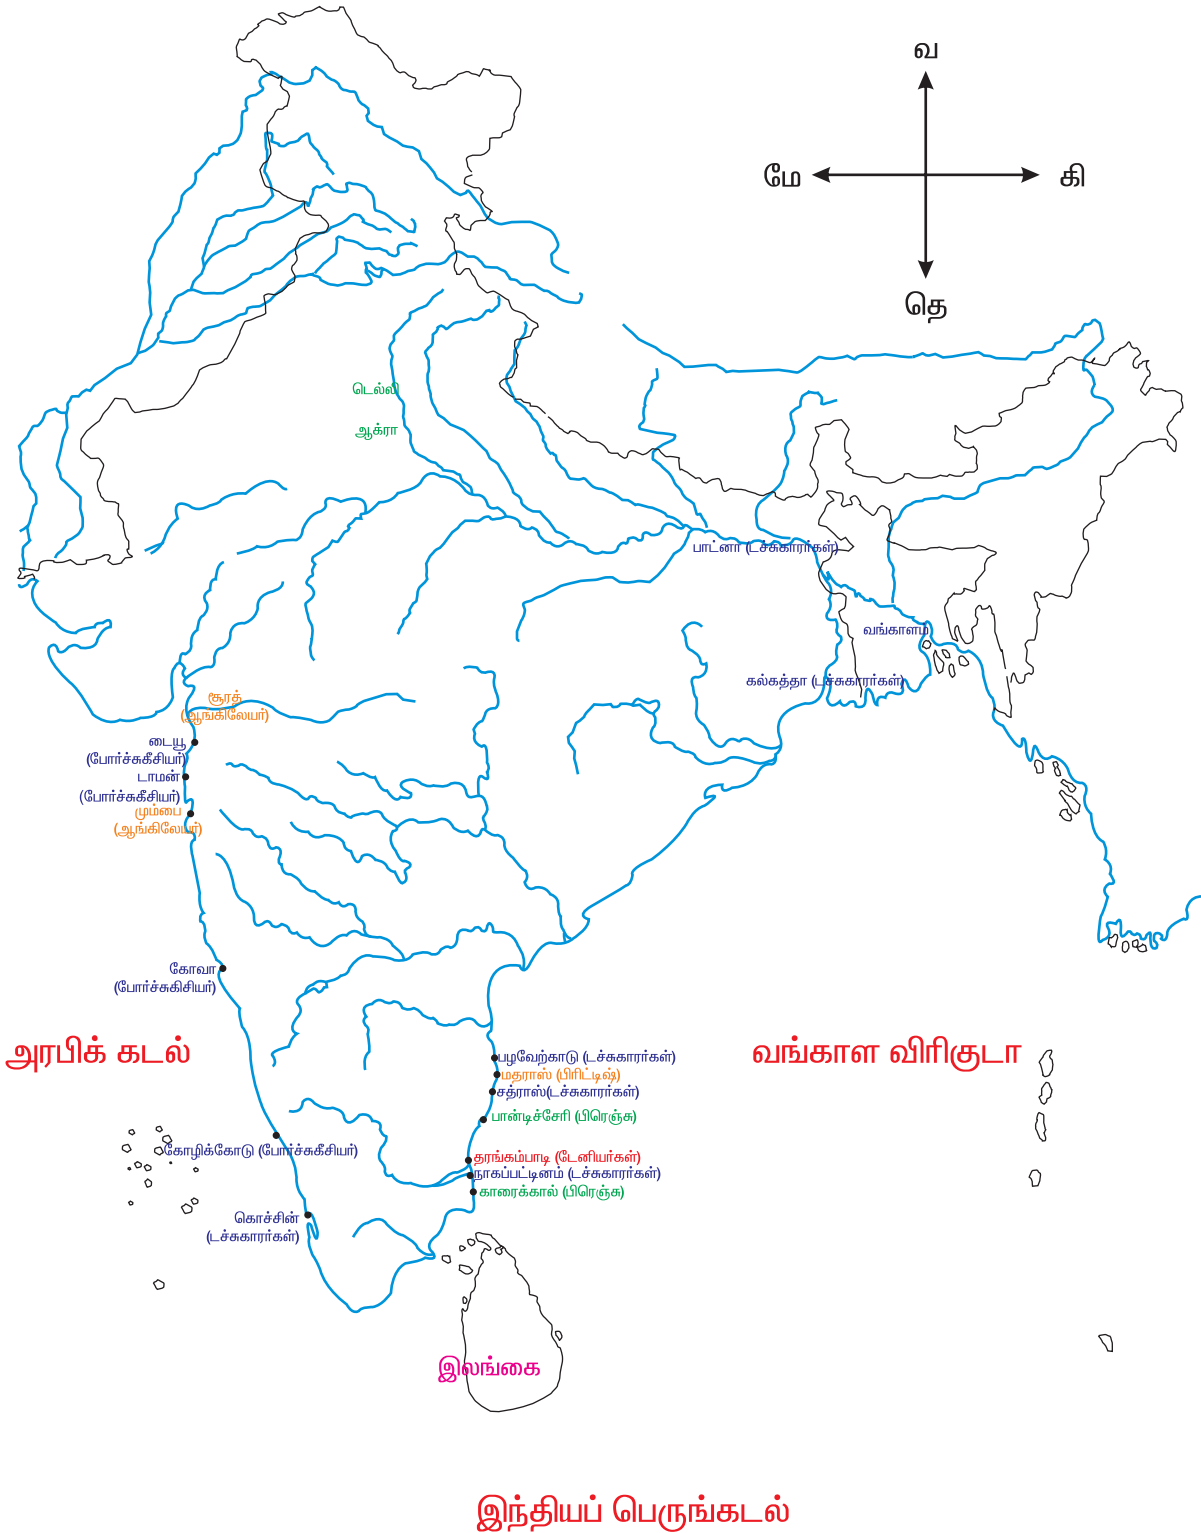 வ
மே
கி
தெ
டெல்லி
ஆக்ரா
பாட்னா (டச்சுகாரர்கள்)
வங்காளம்
கல்கத்தா (டச்சுகாரர்கள்)
சூரத்
(ஆங்கிலேயர்)
டையூ
(போர்ச்சுகீசியர்)
டாமன்
(போர்ச்சுகீசியர்)
மும்பை
(ஆங்கிலேயர்)
கோவா
(போர்ச்சுகிசியர்)
அரபிக் கடல்
வங்காள விரிகுடா
பழவேற்காடு (டச்சுகாரர்கள்)
மதராஸ் (பிரிட்டிஷ்)
சத்ராஸ்(டச்சுகாரர்கள்)
பான்டிச்சேரி (பிரெஞ்சு)
கோழிக்கோடு (போர்ச்சுகீசியர்)
தரங்கம்பாடி (டேனியர்கள்)
நாகப்பட்டினம் (டச்சுகாரர்கள்)
காரைக்கால் (பிரெஞ்சு)
கொச்சின்
(டச்சுகாரர்கள்)
இலங்கை
இந்தியப் பெருங்கடல்